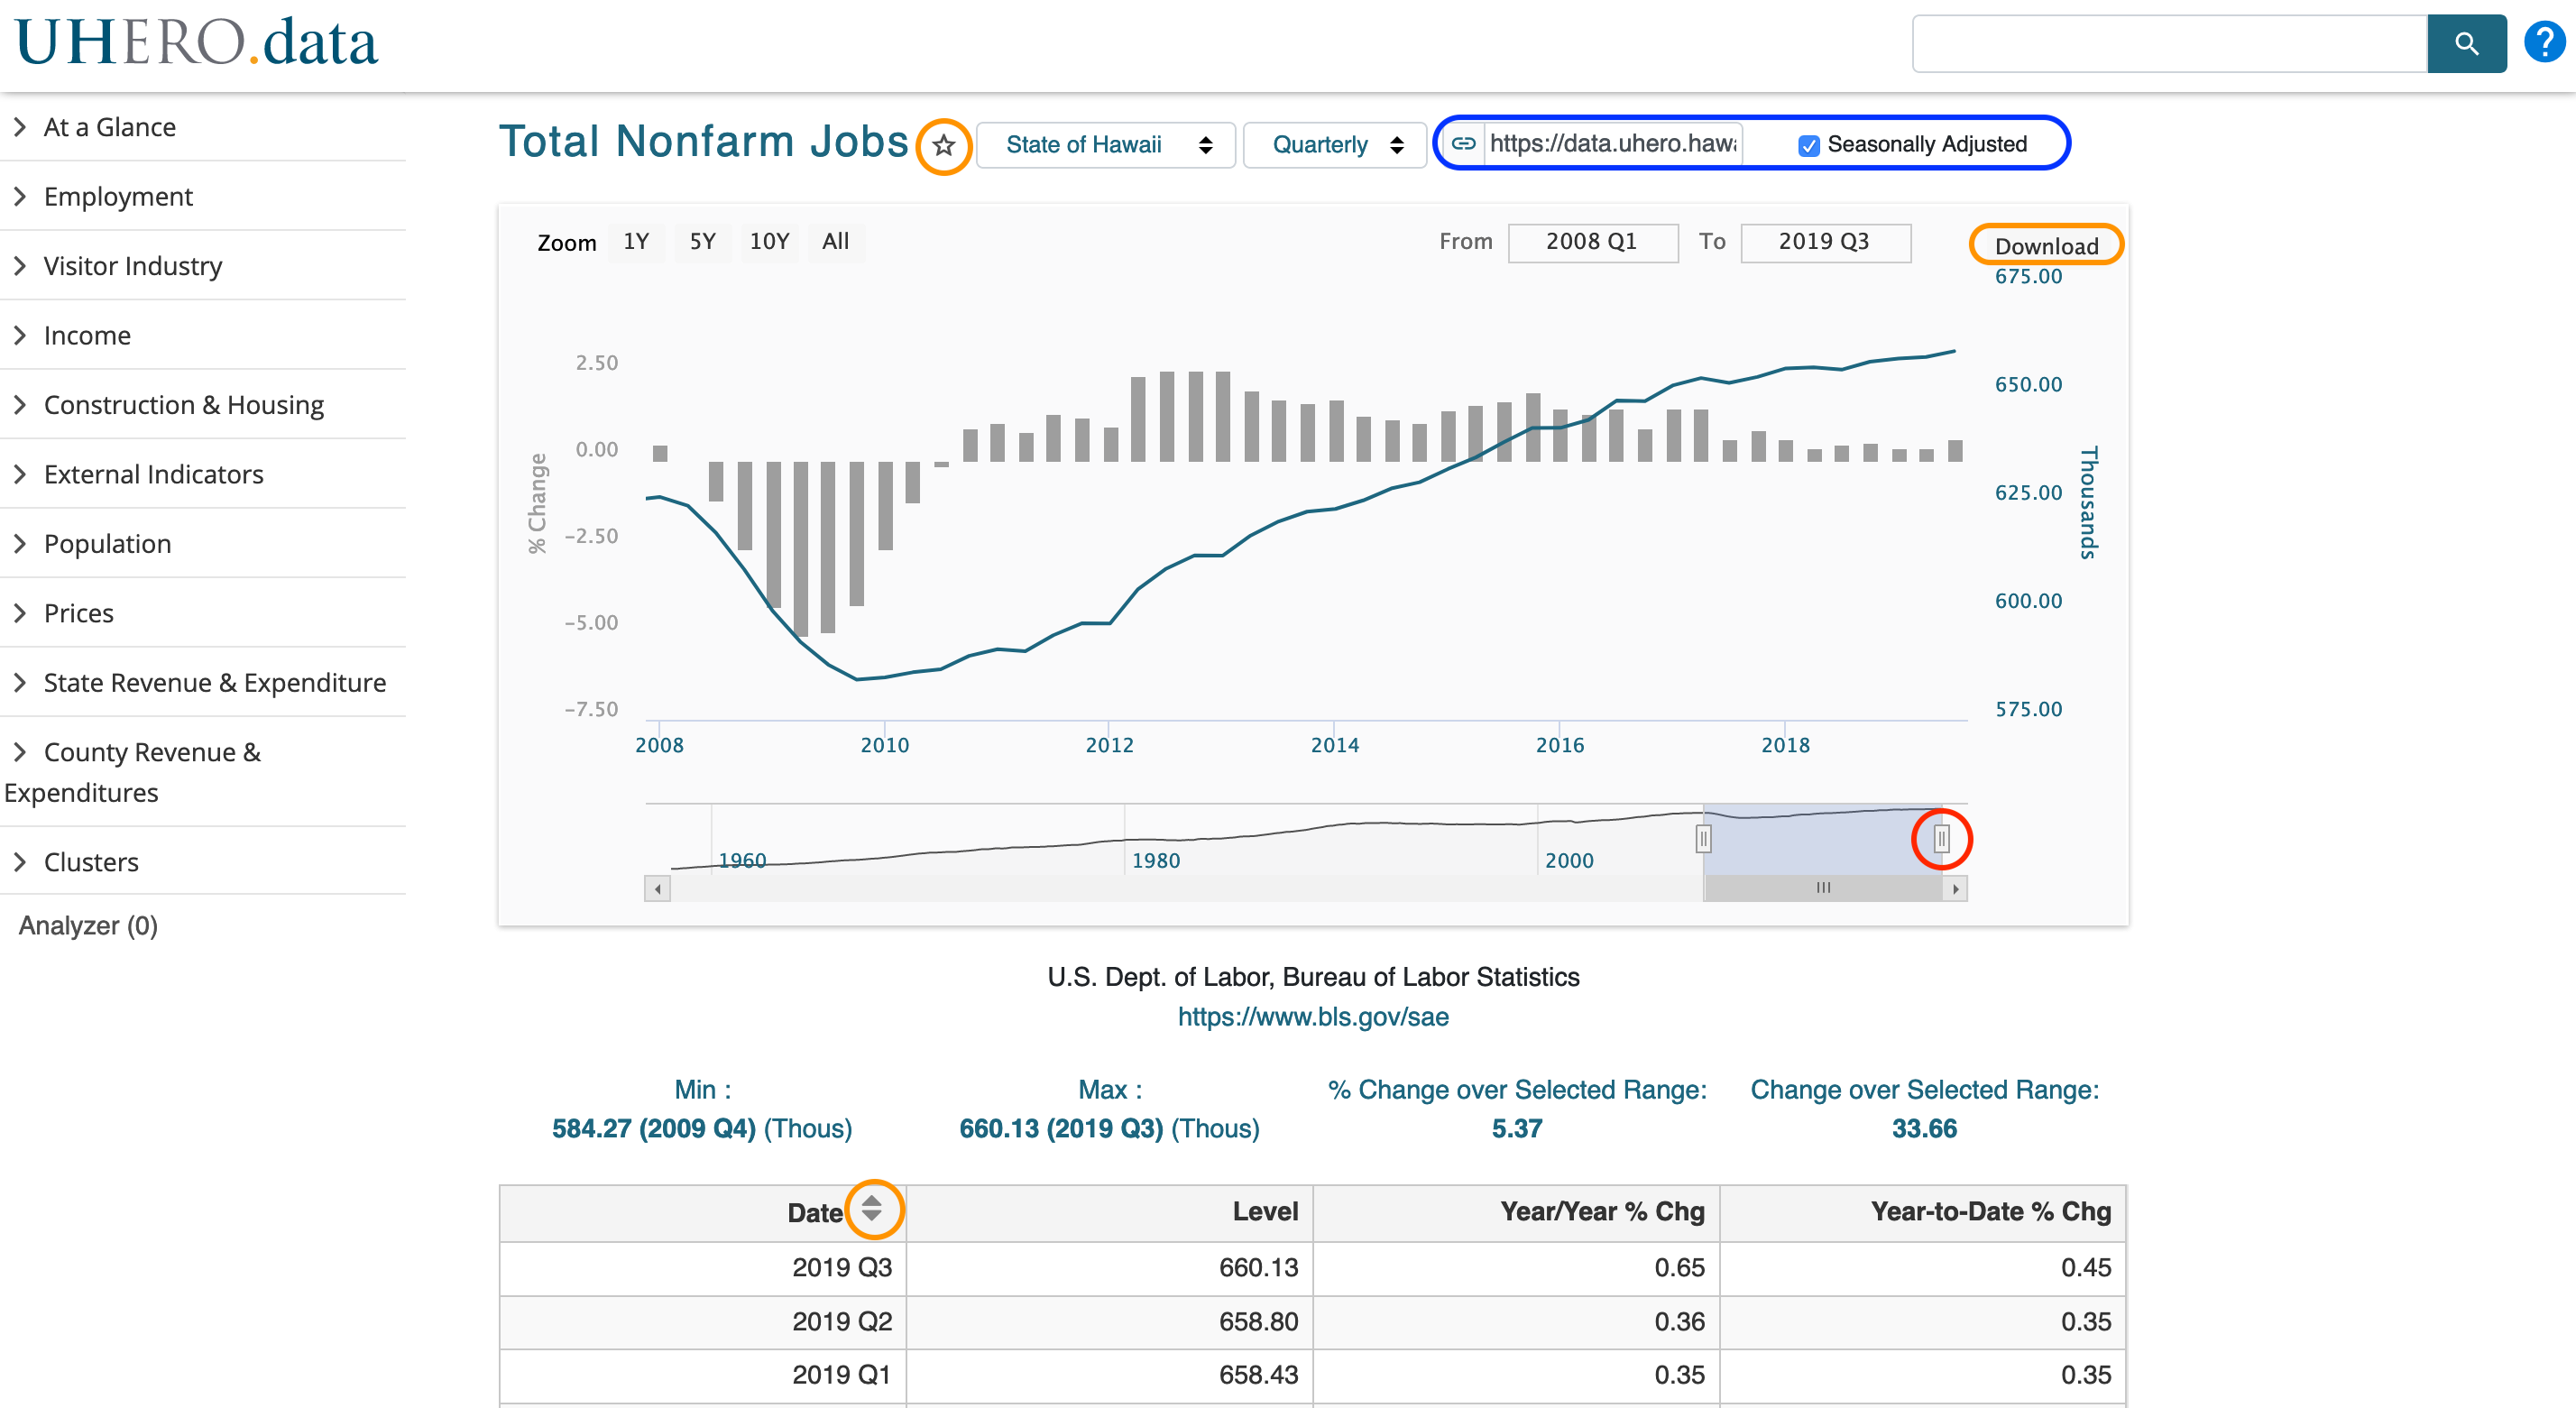 UHERO.data
At a Glance
Employment
Visitor Industry
Income
Construction & Housing
External Indicators
Population
Prices
State Revenue & Expenditure
County Revenue &
Expenditures
Clusters
Analyzer (0)
Total Nonfarm Jobs State of Hawaii Quarterly https://data.uhero.hawa Seasonally Adjusted
Zoom 1Y 5Y 10Y All From 2008 Q1 To 2019 Q3 Download
2.50
0.00
−2.50
−5.00
−7.50
% Change
675.00
650.00
625.00
600.00
575.00
Thousands
2008 2010 2012 2014 2016 2018
1960 1980 2000
U.S. Dept. of Labor, Bureau of Labor Statistics
https://www.bls.gov/sae
Min : Max : % Change over Selected Range: Change over Selected Range:
584.27 (2009 Q4) (Thous) 660.13 (2019 Q3) (Thous) 5.37 33.66
Date Level Year/Year % Chg Year-to-Date % Chg
2019 Q3 660.13 0.65 0.45
2019 Q2 658.80 0.36 0.35
2019 Q1 658.43 0.35 0.35